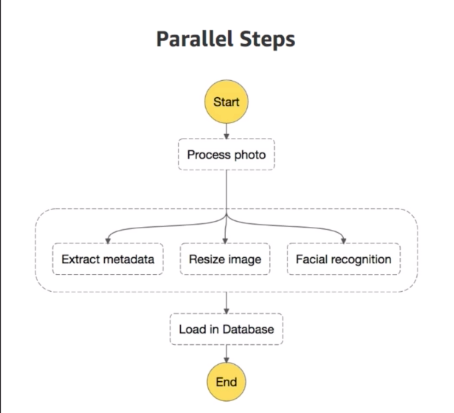 Parallel Steps
Start
Process photo
Extract metadata
Resize image
Facial recognition
Load in Database
End